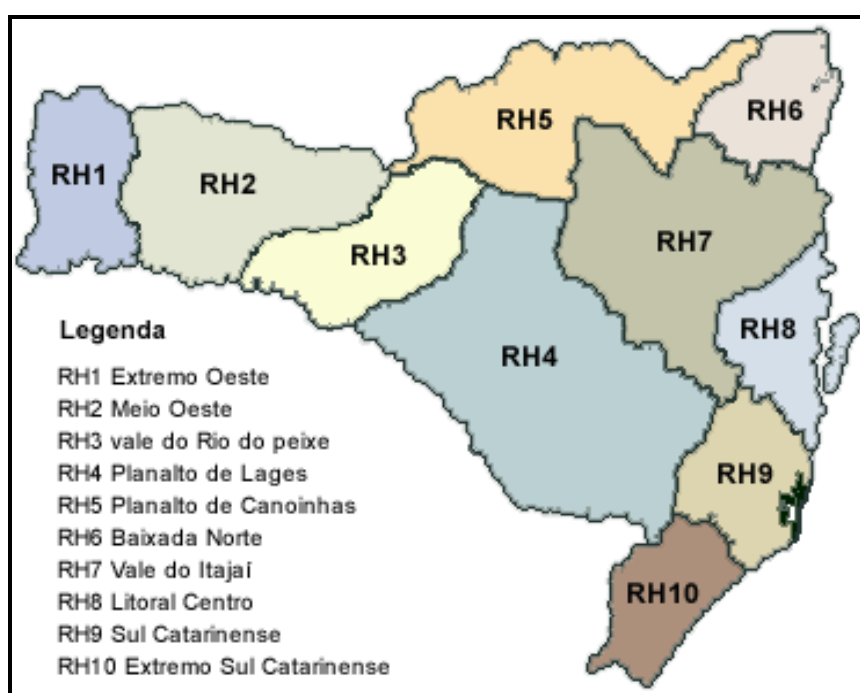 RH5
RH6
RH1
RH2
RH7
RH3
RH8
RH4
RH9
RH10
Legenda
RH1 Extremo Oeste
RH2 Meio Oeste
RH3 vale do Rio do peixe
RH4 Planalto de Lages
RH5 Planalto de Canoinhas
RH6 Baixada Norte
RH7 Vale do Itajaí
RH8 Litoral Centro
RH9 Sul Catarinense
RH10 Extremo Sul Catarinense